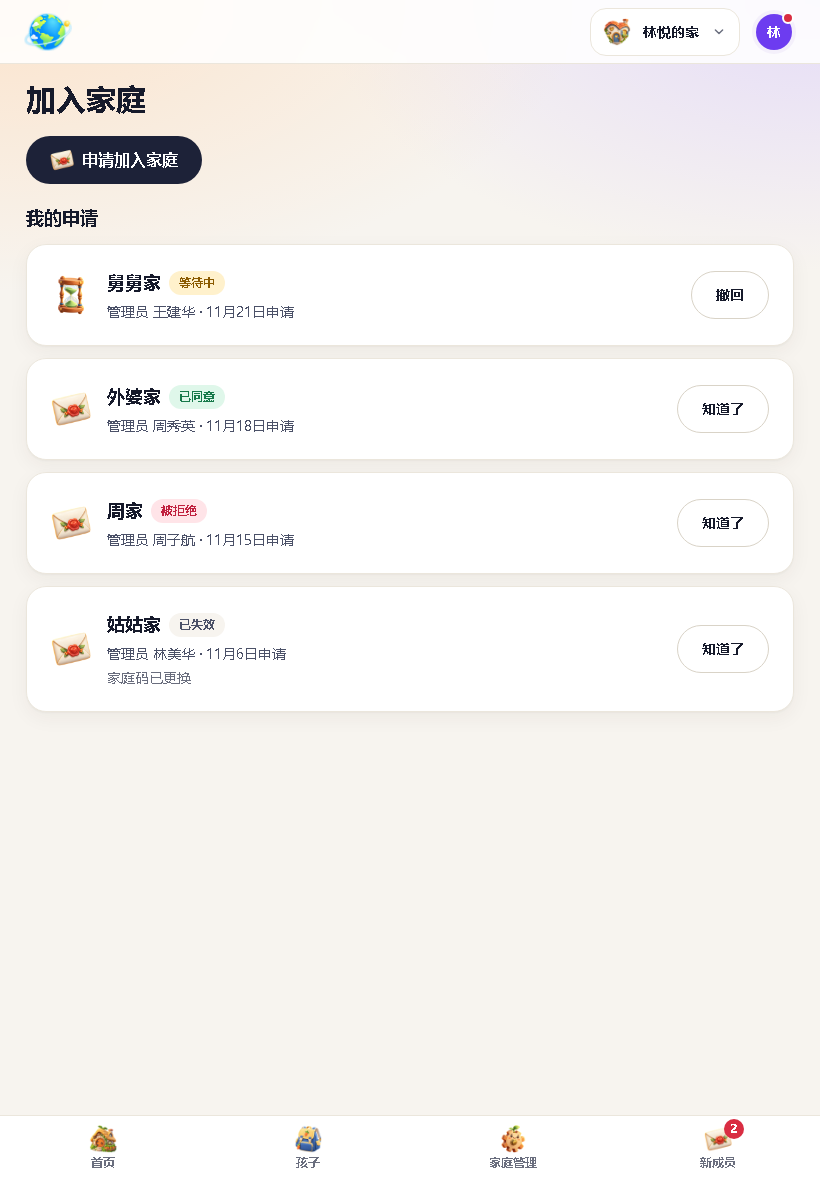 林悦的家
林
加入家庭
申请加入家庭
我的申请
舅舅家 等待中
管理员 王建华 · 11月21日申请
撤回
外婆家 已同意
管理员 周秀英 · 11月18日申请
知道了
周家 被拒绝
管理员 周子航 · 11月15日申请
知道了
姑姑家 已失效
管理员 林美华 · 11月6日申请
家庭码已更换
知道了
首页
孩子
家庭管理
2
新成员